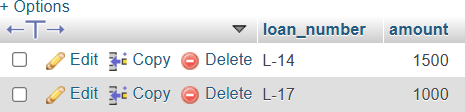 + Options
loan_number amount
Edit Copy Delete L-14 1500
Edit Copy Delete L-17 1000